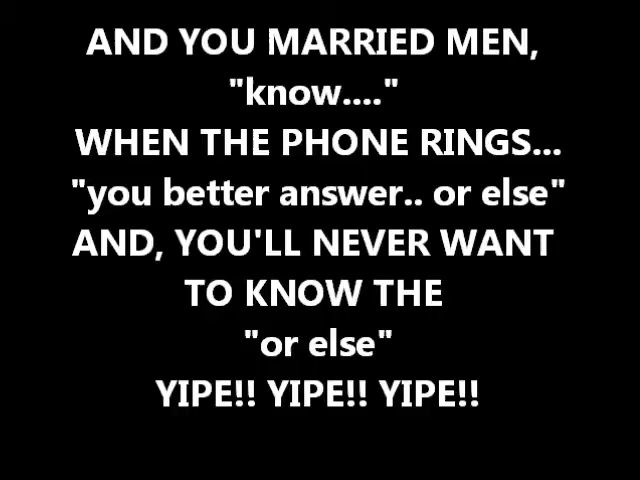 AND YOU MARRIED MEN,
"know...."
WHEN THE PHONE RINGS...
"you better answer.. or else"
AND, YOU'LL NEVER WANT
TO KNOW THE
"or else"
YIPE!! YIPE!! YIPE!!